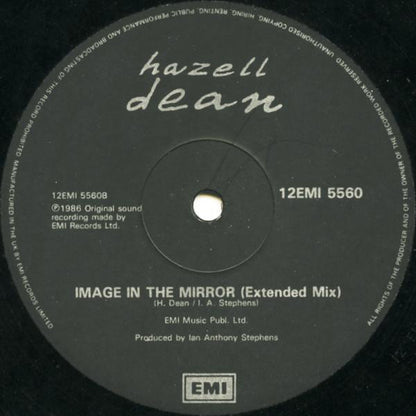 UNAUTHORISED COPYING, HIRING, RENTING, PUBLIC PERFORMANCE AND BROADCASTING OF THIS RECORD PROHIBITED. MANUFACTURED IN THE UK BY EMI RECORDS LIMITED
ALL RIGHTS OF THE PRODUCER AND OF THE OWNER OF THE RECORDED WORK RESERVED
hazell
dean
12EMI 5560B
12EMI 5560
℗1986 Original sound
recording made by
EMI Records Ltd.
IMAGE IN THE MIRROR (Extended Mix)
(H. Dean / I. A. Stephens)
EMI Music Publ. Ltd.
Produced by Ian Anthony Stephens
EMI